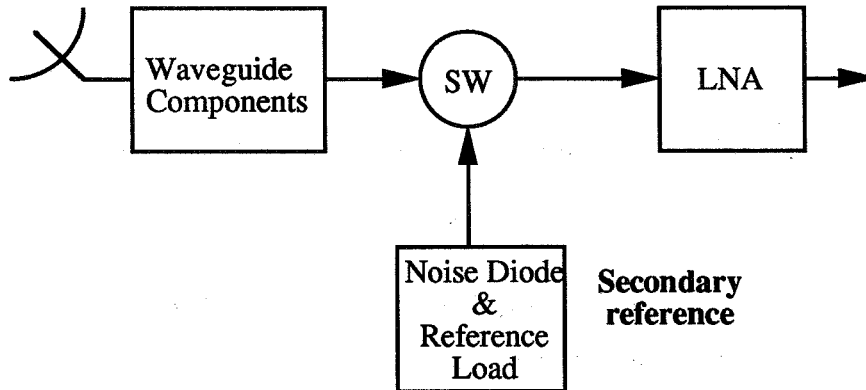 Waveguide
Components
SW
LNA
Noise Diode
&
Reference
Load
Secondary
reference